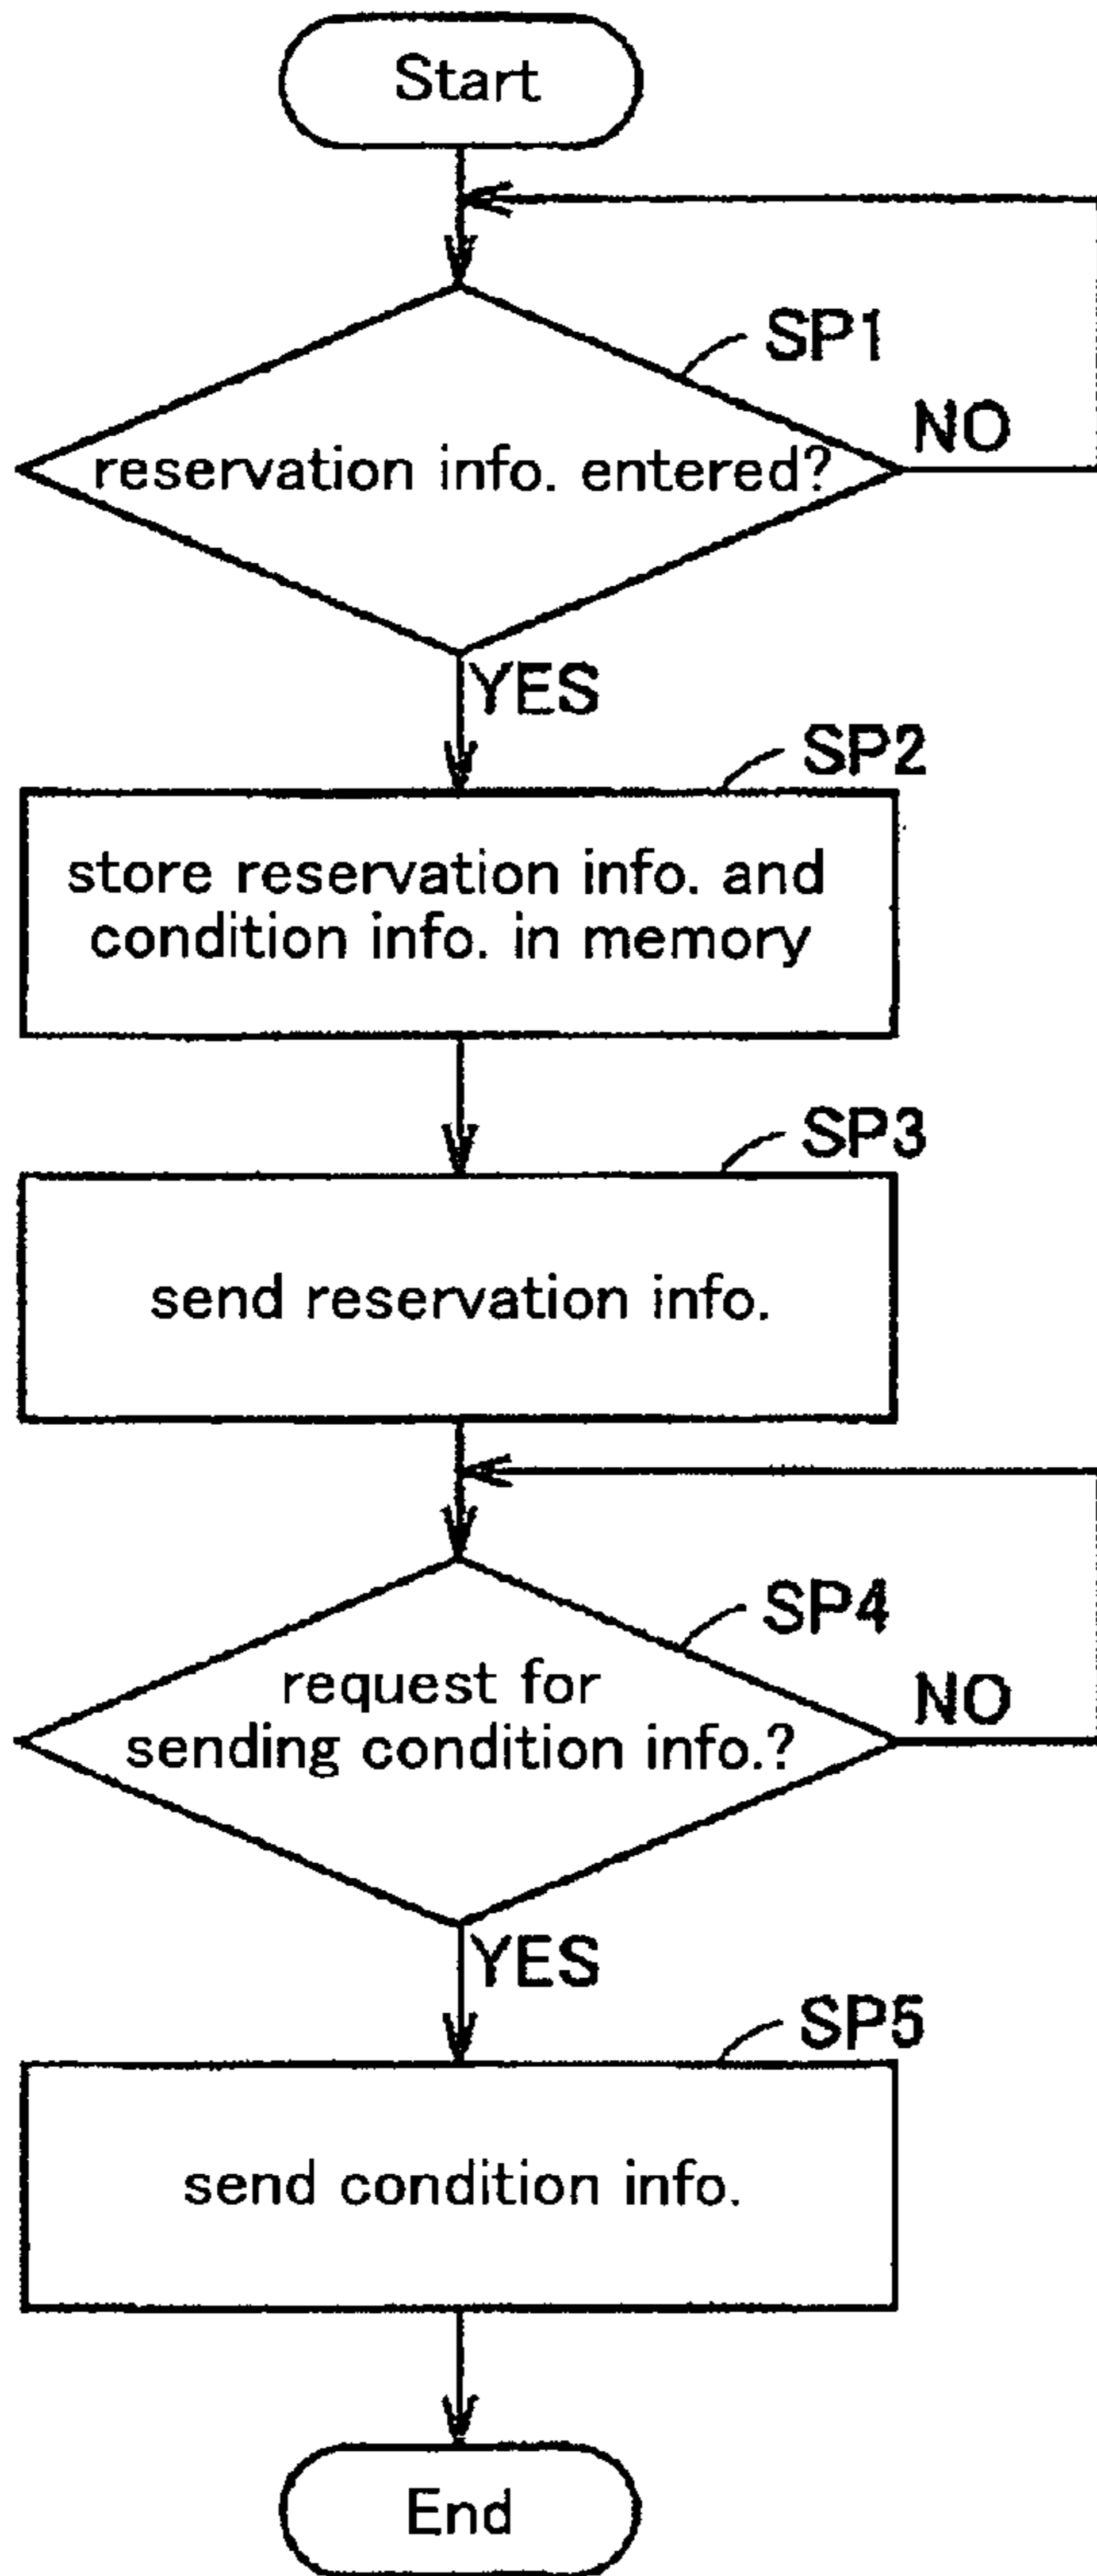 Start
SP1
reservation info. entered?
NO
YES
SP2
store reservation info. and
condition info. in memory
SP3
send reservation info.
SP4
request for
sending condition info.?
NO
YES
SP5
send condition info.
End